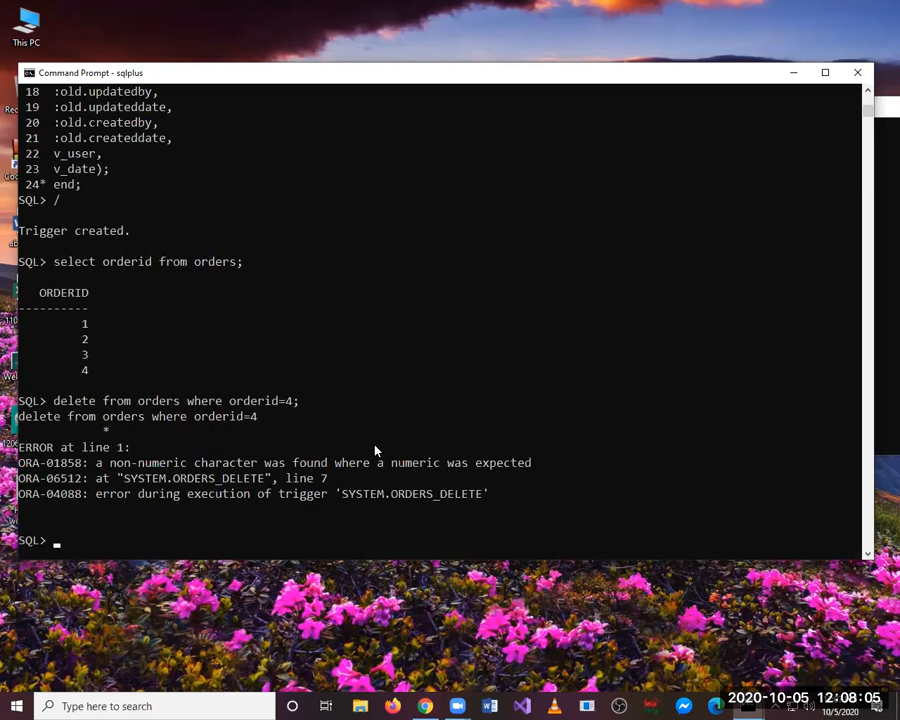 This PC
Command Prompt - sqlplus
18  :old.updatedby,
19  :old.updateddate,
20  :old.createdby,
21  :old.createddate,
22  v_user,
23  v_date);
24* end;
SQL> /
Trigger created.
SQL> select orderid from orders;
ORDERID
----------
1
2
3
4
SQL> delete from orders where orderid=4;
delete from orders where orderid=4
*
ERROR at line 1:
ORA-01858: a non-numeric character was found where a numeric was expected
ORA-06512: at "SYSTEM.ORDERS_DELETE", line 7
ORA-04088: error during execution of trigger 'SYSTEM.ORDERS_DELETE'
SQL>
Type here to search
2020-10-05 12:08:05
10/5/2020